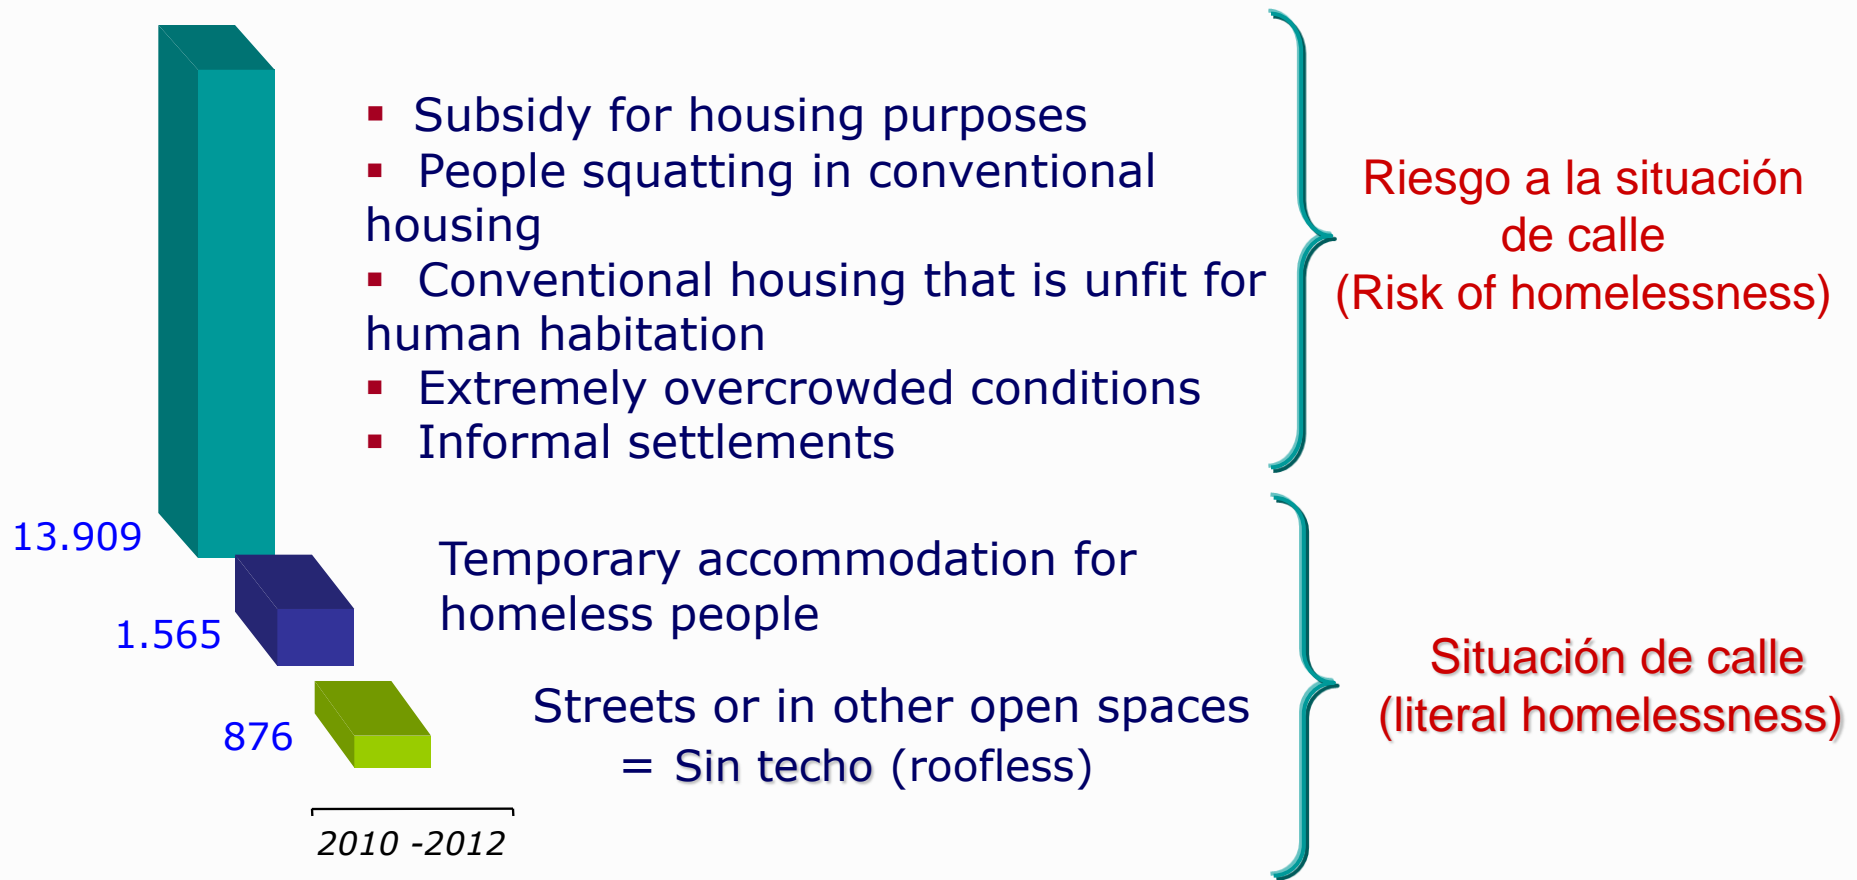 ▪ Subsidy for housing purposes
▪ People squatting in conventional
housing
▪ Conventional housing that is unfit for
human habitation
▪ Extremely overcrowded conditions
▪ Informal settlements
Riesgo a la situación
de calle
(Risk of homelessness)
13.909
Temporary accommodation for
homeless people
1.565
Streets or in other open spaces
= Sin techo (roofless)
876
Situación de calle
(literal homelessness)
2010 -2012